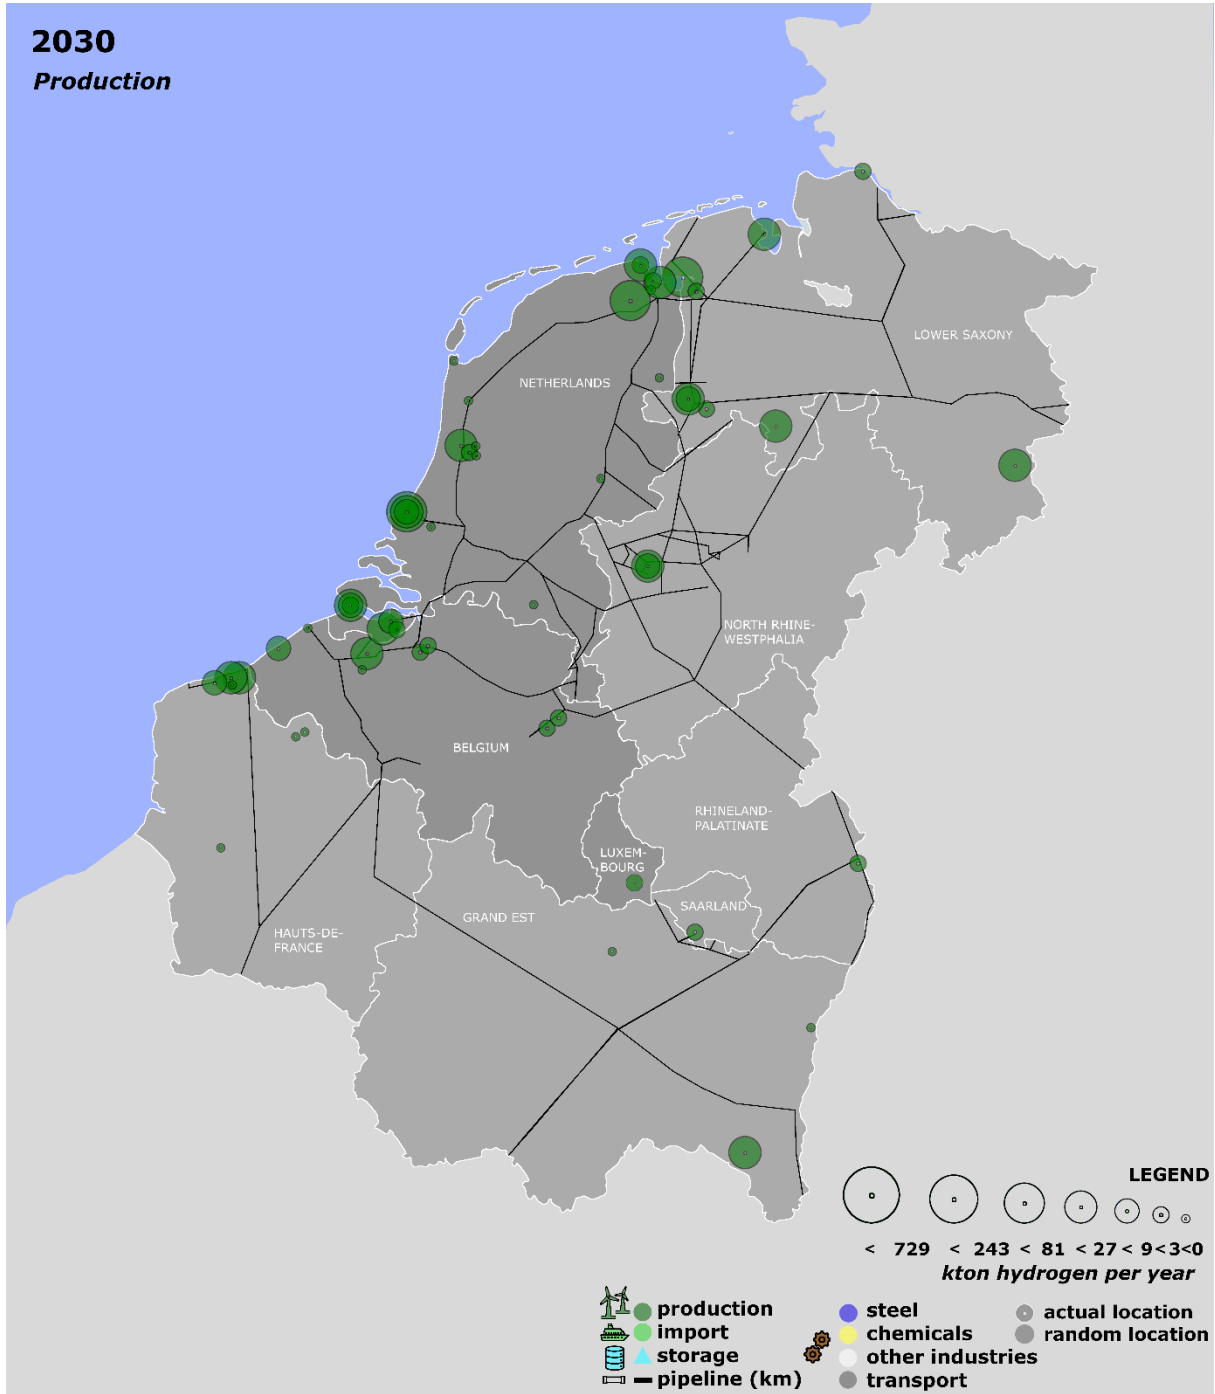 2030
Production
LOWER SAXONY
NETHERLANDS
NORTH RHINE-
WESTPHALIA
BELGIUM
RHINELAND-
PALATINATE
LUXEM-
BOURG
SAARLAND
GRAND EST
HAUTS-DE-
FRANCE
LEGEND
< 729 < 243 < 81 < 27 < 9 < 3 <0
kton hydrogen per year
production
import
storage
pipeline (km)
steel
chemicals
other industries
transport
actual location
random location